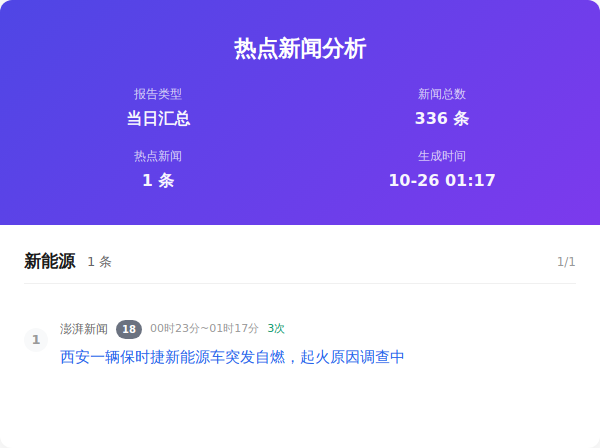 热点新闻分析
报告类型
新闻总数
当日汇总
336 条
热点新闻
生成时间
1 条
10-26 01:17
新能源 1 条 1/1
1
澎湃新闻 18 00时23分~01时17分 3次
西安一辆保时捷新能源车突发自燃，起火原因调查中